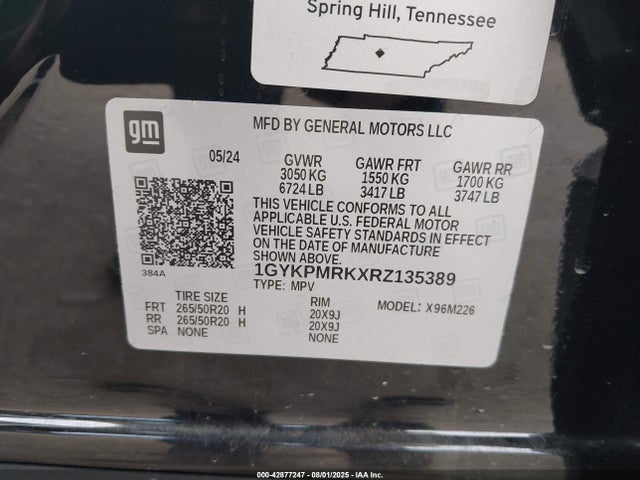 Spring Hill, Tennessee
gm
MFD BY GENERAL MOTORS LLC
05/24 GVWR GAWR FRT GAWR RR
3050 KG 1550 KG 1700 KG
6724 LB 3417 LB 3747 LB
THIS VEHICLE CONFORMS TO ALL
APPLICABLE U.S. FEDERAL MOTOR
VEHICLE SAFETY STANDARDS IN EFFECT
ON THE DATE OF MANUFACTURE
SHOWN ABOVE.
384A
1GYKPMRKXRZ135389
TYPE: MPV
TIRE SIZE RIM MODEL: X96M226
FRT 265/50R20 H 20X9J
RR 265/50R20 H 20X9J
SPA NONE NONE
000-42877247 - 08/01/2025 - IAA Inc.